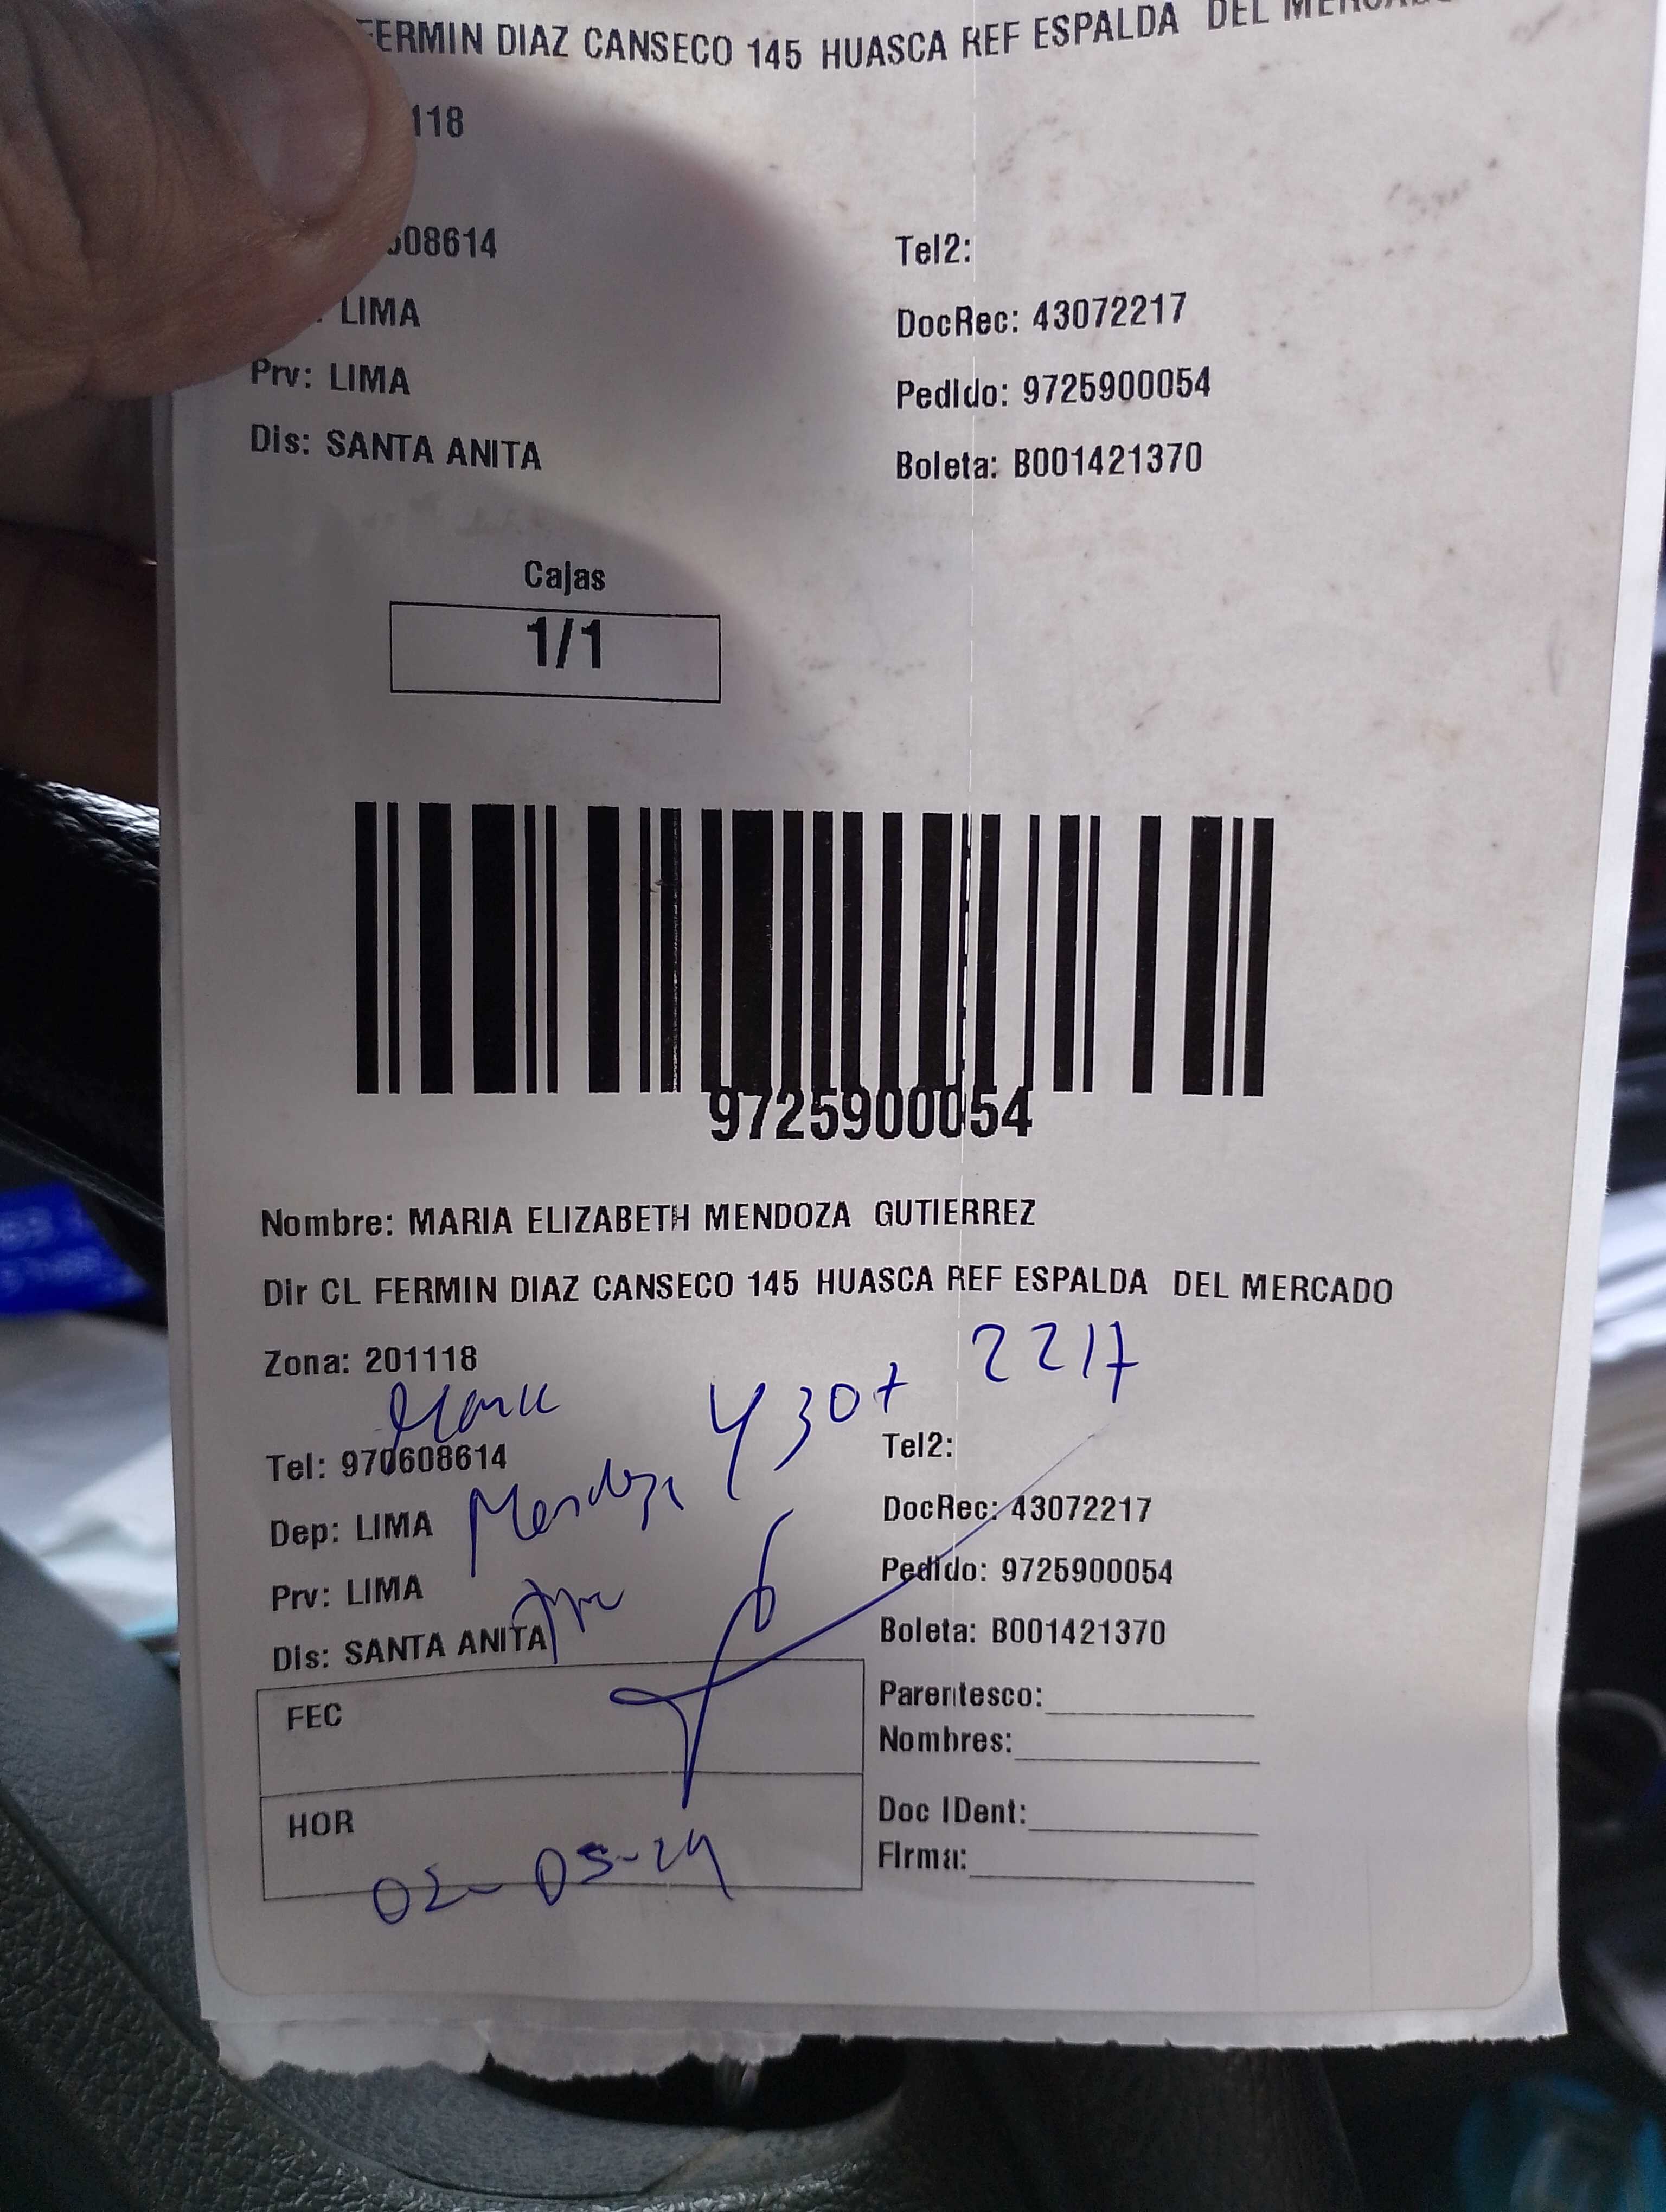 FERMIN DIAZ CANSECO 145 HUASCA REF ESPALDA DEL
118
608614
Tel2:
LIMA
DocRec: 43072217
Prv: LIMA
Pedido: 9725900054
Dis: SANTA ANITA
Boleta: B001421370
Cajas
1/1
9725900054
Nombre: MARIA ELIZABETH MENDOZA GUTIERREZ
Dir CL FERMIN DIAZ CANSECO 145 HUASCA REF ESPALDA DEL MERCADO
Zona: 201118
4307 2217
Tel: 970608614
Tel2:
Mendoza
Dep: LIMA
DocRec: 43072217
Prv: LIMA
Pedido: 9725900054
Dis: SANTA ANITA
Boleta: B001421370
FEC
Parentesco:
Nombres:
HOR
Doc IDent:
Firma:
02-05-24